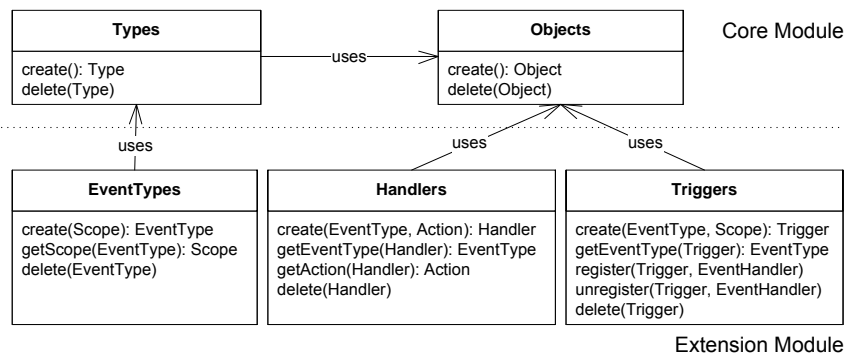 Types
Objects
Core Module
uses
create(): Type
delete(Type)
create(): Object
delete(Object)
uses
uses
uses
EventTypes
Handlers
Triggers
create(Scope): EventType
getScope(EventType): Scope
delete(EventType)
create(EventType, Action): Handler
getEventType(Handler): EventType
getAction(Handler): Action
delete(Handler)
create(EventType, Scope): Trigger
getEventType(Trigger): EventType
register(Trigger, EventHandler)
unregister(Trigger, EventHandler)
delete(Trigger)
Extension Module